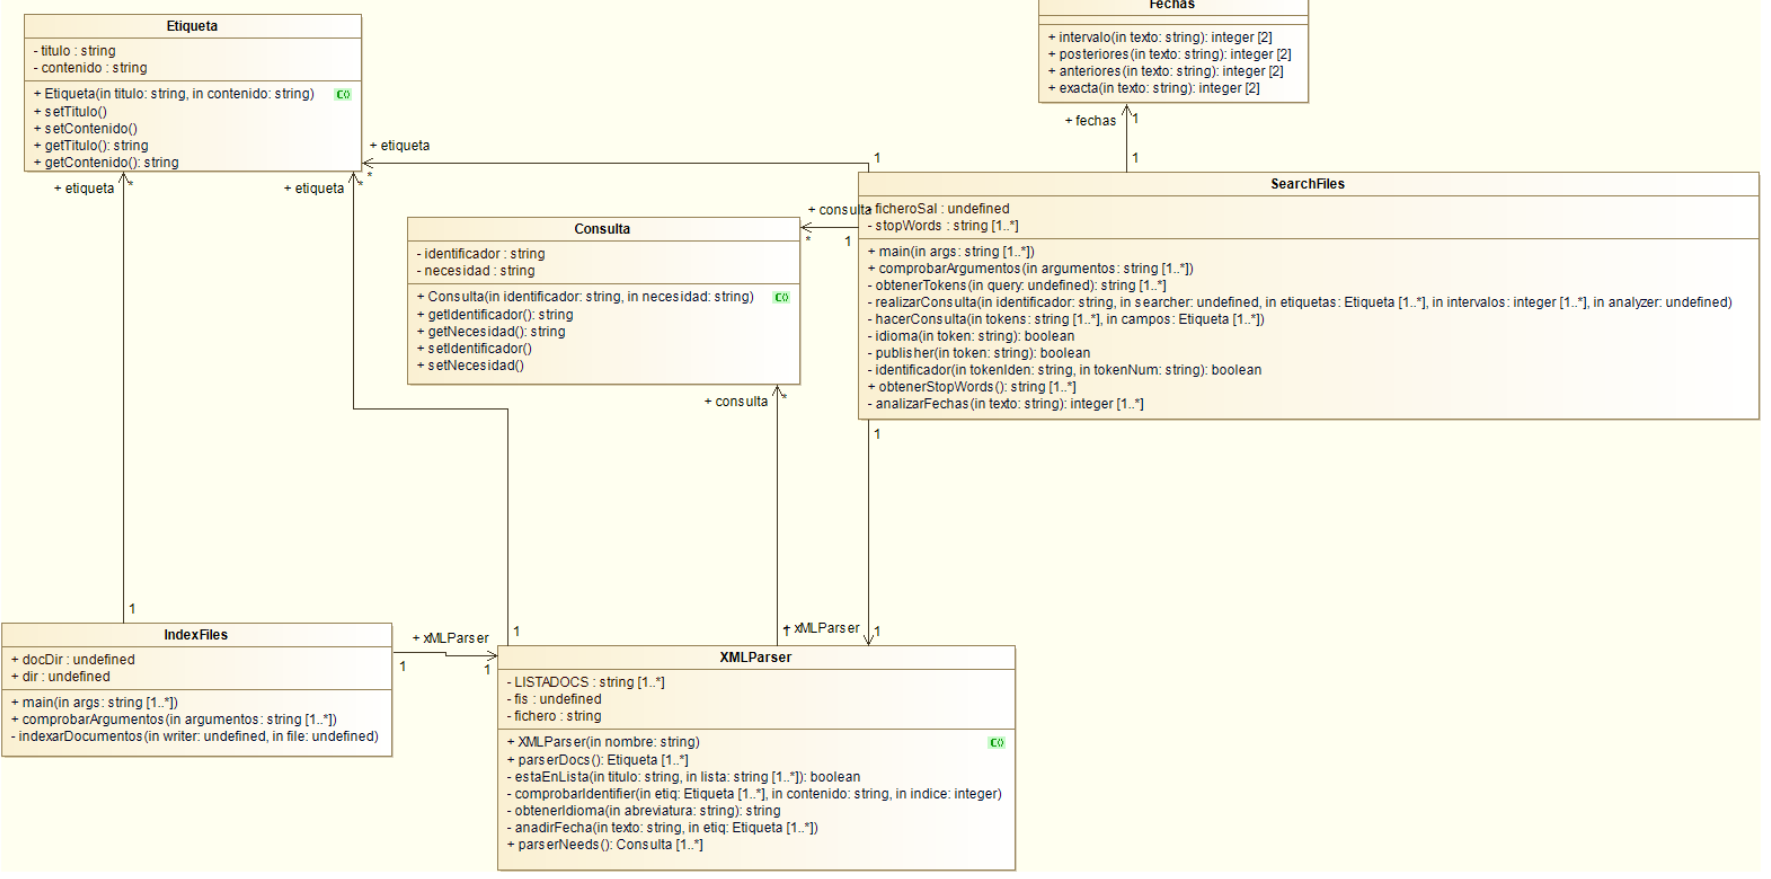 Etiqueta
- titulo : string
- contenido : string
+ Etiqueta(in titulo: string, in contenido: string)
C()
+ setTitulo()
+ setContenido()
+ getTitulo(): string
+ getContenido(): string
Fechas
+ intervalo(in texto: string): integer [2]
+ posteriores(in texto: string): integer [2]
+ anteriores(in texto: string): integer [2]
+ exacta(in texto: string): integer [2]
+ fechas
1
1
+ etiqueta
*
1
+ etiqueta
*
+ etiqueta
*
SearchFiles
- ficheroSal : undefined
- stopWords : string [1..*]
+ main(in args: string [1..*])
+ comprobarArgumentos(in argumentos: string [1..*])
- obtenerTokens(in query: undefined): string [1..*]
- realizarConsulta(in identificador: string, in searcher: undefined, in etiquetas: Etiqueta [1..*], in intervalos: integer [1..*], in analyzer: undefined)
- hacerConsulta(in tokens: string [1..*], in campos: Etiqueta [1..*])
- idioma(in token: string): boolean
- publisher(in token: string): boolean
- identificador(in tokenIden: string, in tokenNum: string): boolean
+ obtenerStopWords(): string [1..*]
- analizarFechas(in texto: string): integer [1..*]
+ consulta
*
1
Consulta
- identificador : string
- necesidad : string
+ Consulta(in identificador: string, in necesidad: string)
C()
+ getIdentificador(): string
+ getNecesidad(): string
+ setIdentificador()
+ setNecesidad()
+ consulta
*
1
1
1
+ xMLParser
1
IndexFiles
+ docDir : undefined
+ dir : undefined
+ main(in args: string [1..*])
+ comprobarArgumentos(in argumentos: string [1..*])
- indexarDocumentos(in writer: undefined, in file: undefined)
+ xMLParser
1
1
XMLParser
- LISTADOCS : string [1..*]
- fis : undefined
- fichero : string
+ XMLParser(in nombre: string)
C()
+ parserDocs(): Etiqueta [1..*]
- estaEnLista(in titulo: string, in lista: string [1..*]): boolean
- comprobarIdentifier(in etiq: Etiqueta [1..*], in contenido: string, in indice: integer)
- obtenerIdioma(in abreviatura: string): string
- anadirFecha(in texto: string, in etiq: Etiqueta [1..*])
+ parserNeeds(): Consulta [1..*]